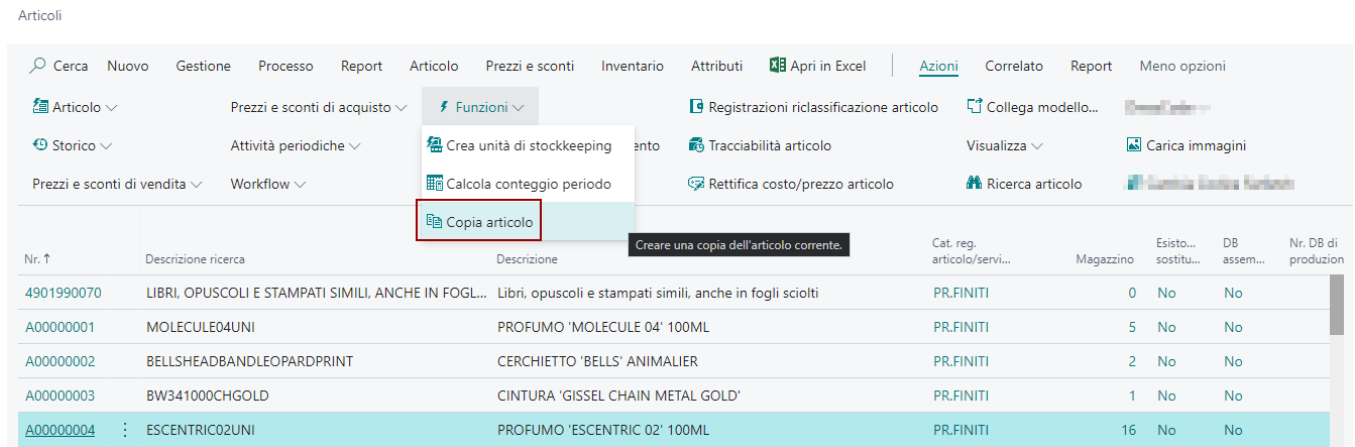 Articoli
Cerca Nuovo Gestione Processo Report Articolo Prezzi e sconti Inventario Attributi Apri in Excel Azioni Correlato Report Meno opzioni
Articolo Prezzi e sconti di acquisto Funzioni Registrazioni riclassificazione articolo Collega modello...
Storico Attività periodiche Crea unità di stockkeeping ento Tracciabilità articolo Visualizza Carica immagini
Prezzi e sconti di vendita Workflow Calcola conteggio periodo Rettifica costo/prezzo articolo Ricerca articolo
Copia articolo
Creare una copia dell'articolo corrente.
Nr. ↑ Descrizione ricerca Descrizione Cat. reg. articolo/servi... Magazzino Esisto... sostitu... DB assem... Nr. DB di produzion
4901990070 LIBRI, OPUSCOLI E STAMPATI SIMILI, ANCHE IN FOGL... Libri, opuscoli e stampati simili, anche in fogli sciolti PR.FINITI 0 No No
A00000001 MOLECULE04UNI PROFUMO 'MOLECULE 04' 100ML PR.FINITI 5 No No
A00000002 BELLSHEADBANDLEOPARDPRINT CERCHIETTO 'BELLS' ANIMALIER PR.FINITI 2 No No
A00000003 BW341000CHGOLD CINTURA 'GISSEL CHAIN METAL GOLD' PR.FINITI 1 No No
A00000004 ESCENTRIC02UNI PROFUMO 'ESCENTRIC 02' 100ML PR.FINITI 16 No No